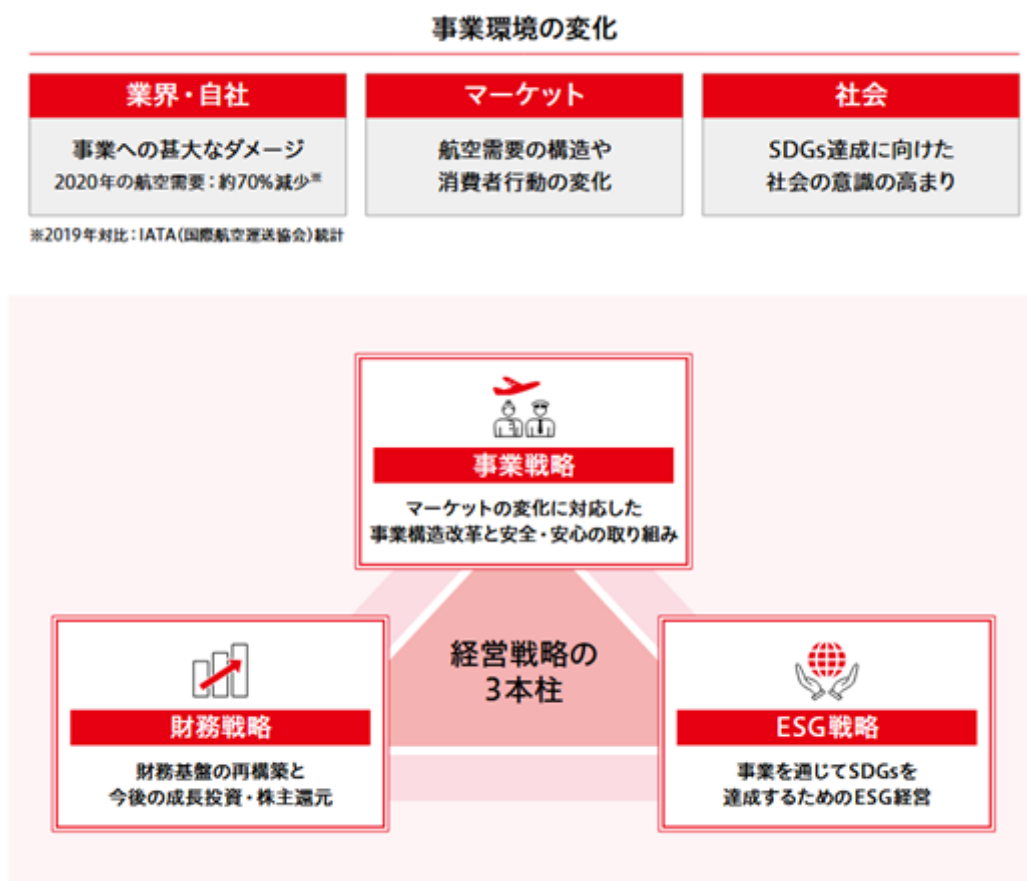 事業環境の変化
業界・自社
事業への甚大なダメージ
2020年の航空需要：約70%減少※
マーケット
航空需要の構造や
消費者行動の変化
社会
SDGs達成に向けた
社会の意識の高まり
※2019年対比：IATA(国際航空運送協会)統計
事業戦略
マーケットの変化に対応した
事業構造改革と安全・安心の取り組み
経営戦略の
3本柱
財務戦略
財務基盤の再構築と
今後の成長投資・株主還元
ESG戦略
事業を通じてSDGsを
達成するためのESG経営